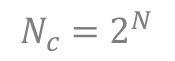 N_c = 2^N